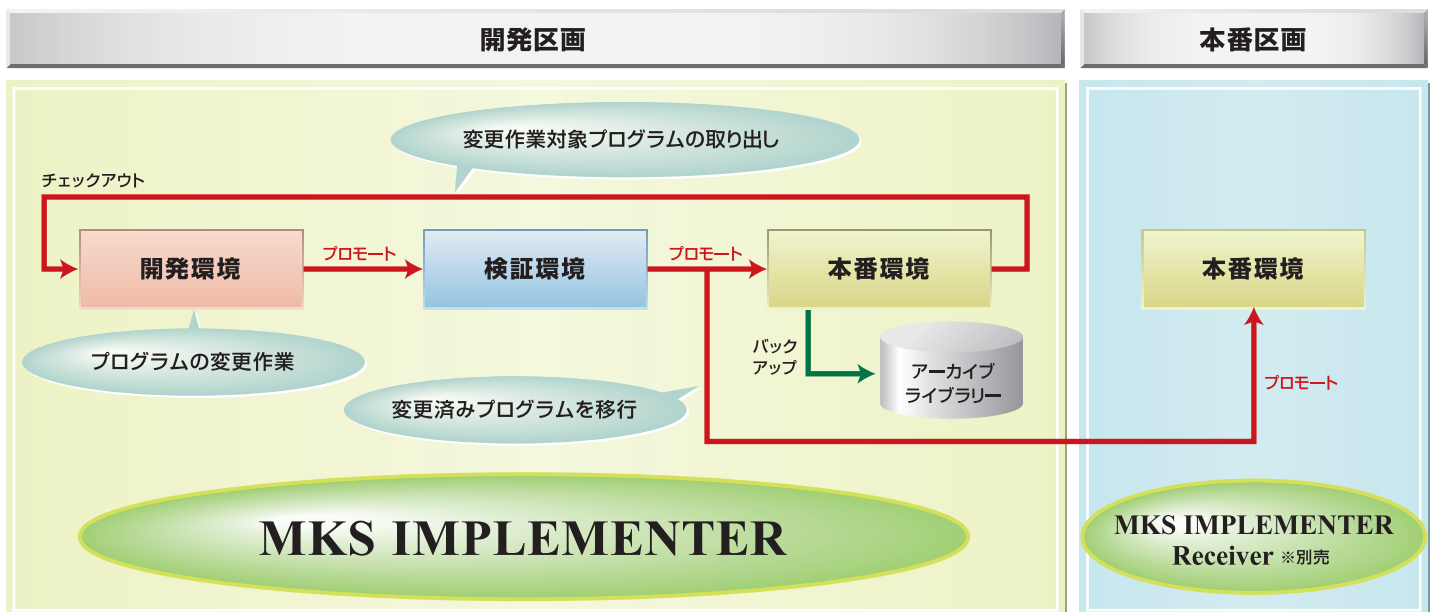 開発区画
本番区画
変更作業対象プログラムの取り出し
チェックアウト
開発環境
プロモート
検証環境
プロモート
本番環境
本番環境
プログラムの変更作業
バック
アップ
アーカイブ
ライブラリー
プロモート
変更済みプログラムを移行
MKS IMPLEMENTER
MKS IMPLEMENTER
Receiver ※別売